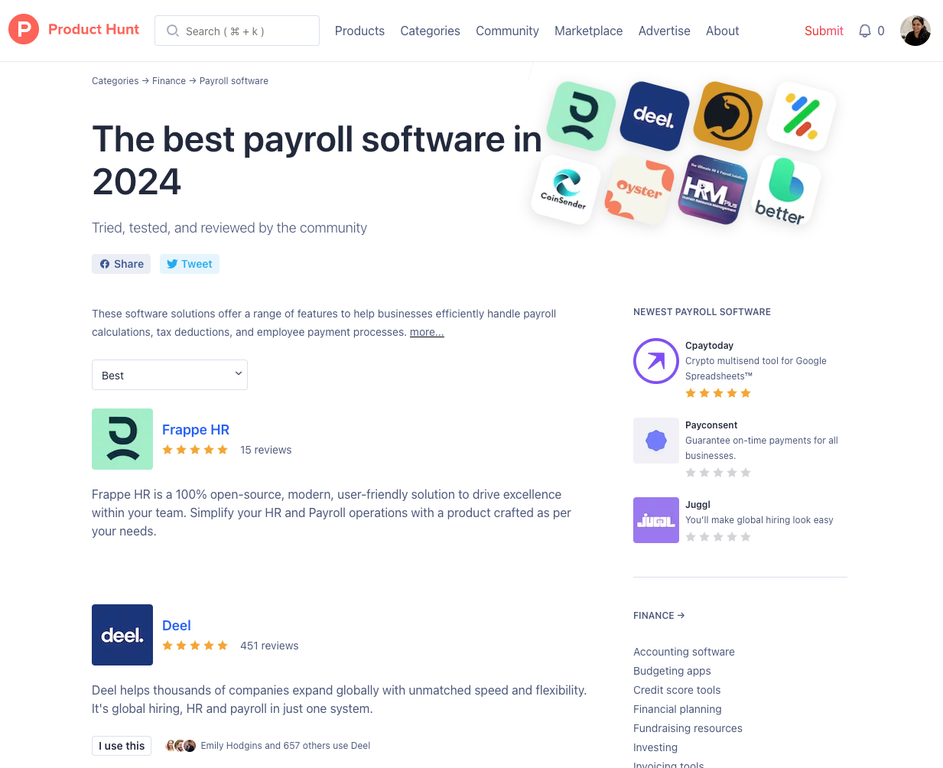 P Product Hunt
Search ( ⌘ + k )
Products Categories Community Marketplace Advertise About
Submit 0
Categories → Finance → Payroll software
The best payroll software in
2024
Tried, tested, and reviewed by the community
Share Tweet
deel.
CoinSender
Oyster
HRM Plus
better
These software solutions offer a range of features to help businesses efficiently handle payroll
calculations, tax deductions, and employee payment processes. more...
Best
Frappe HR
15 reviews
Frappe HR is a 100% open-source, modern, user-friendly solution to drive excellence
within your team. Simplify your HR and Payroll operations with a product crafted as per
your needs.
deel.
Deel
451 reviews
Deel helps thousands of companies expand globally with unmatched speed and flexibility.
It's global hiring, HR and payroll in just one system.
I use this
Emily Hodgins and 657 others use Deel
NEWEST PAYROLL SOFTWARE
Cpaytoday
Crypto multisend tool for Google
Spreadsheets™
Payconsent
Guarantee on-time payments for all
businesses.
JUGGL
Juggl
You'll make global hiring look easy
FINANCE →
Accounting software
Budgeting apps
Credit score tools
Financial planning
Fundraising resources
Investing
Invoicing tools